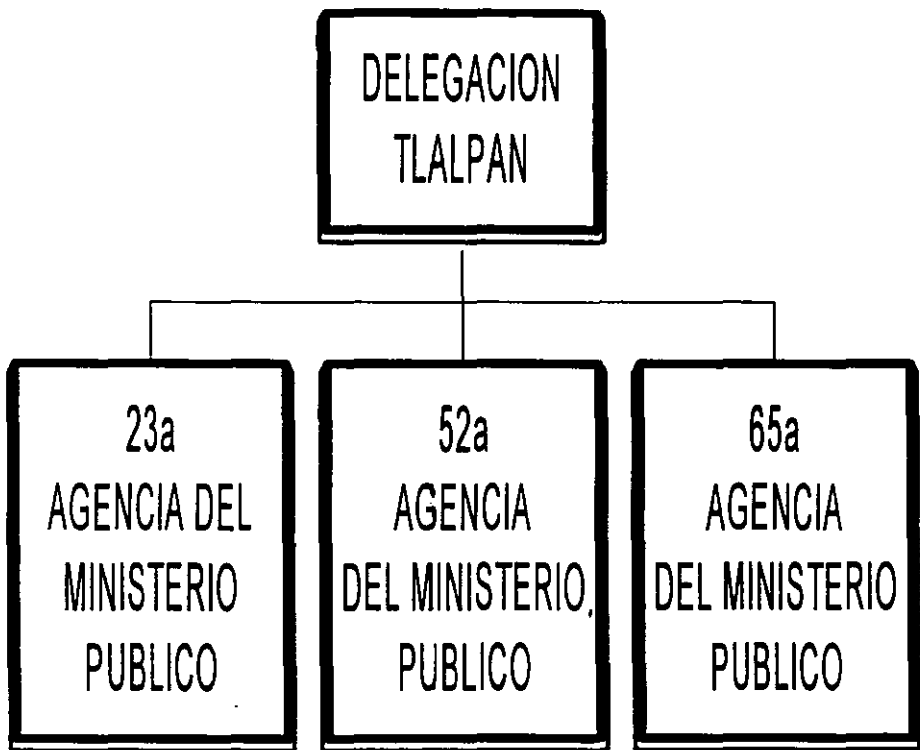 DELEGACION
TLALPAN
23a
AGENCIA DEL
MINISTERIO
PUBLICO
52a
AGENCIA
DEL MINISTERIO
PUBLICO
65a
AGENCIA
DEL MINISTERIO
PUBLICO